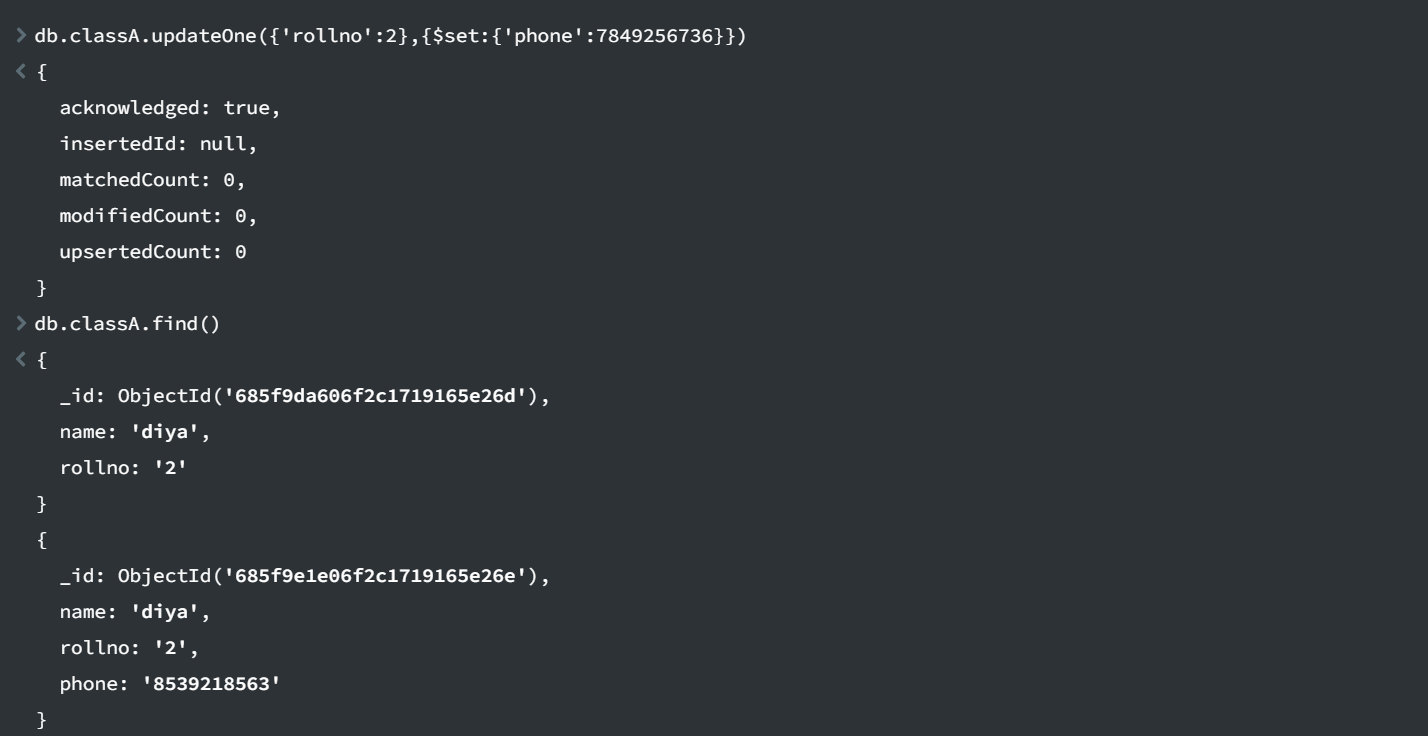 > db.classA.updateOne({'rollno':2},{$set:{'phone':7849256736}})
< {
acknowledged: true,
insertedId: null,
matchedCount: 0,
modifiedCount: 0,
upsertedCount: 0
}
> db.classA.find()
< {
_id: ObjectId('685f9da606f2c1719165e26d'),
name: 'diya',
rollno: '2'
}
{
_id: ObjectId('685f9e1e06f2c1719165e26e'),
name: 'diya',
rollno: '2',
phone: '8539218563'
}